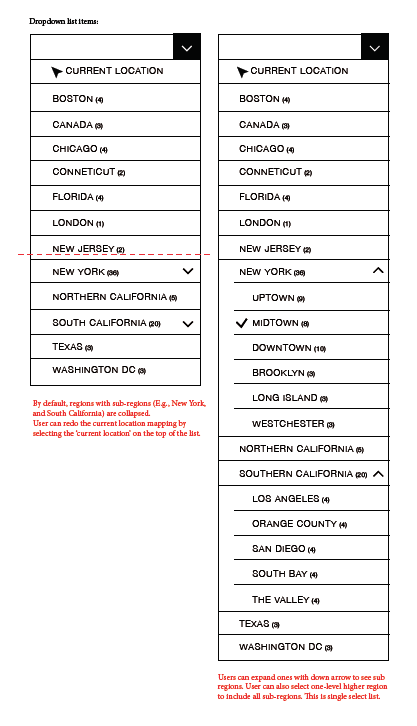 Dropdown list items:
CURRENT LOCATION
BOSTON (4)
CANADA (3)
CHICAGO (4)
CONNETICUT (2)
FLORIDA (4)
LONDON (1)
NEW JERSEY (2)
NEW YORK (36)
NORTHERN CALIFORNIA (5)
SOUTH CALIFORNIA (20)
TEXAS (3)
WASHINGTON DC (3)
By default, regions with sub-regions (E.g., New York,
and South California) are collapsed.
User can redo the current location mapping by
selecting the 'current location' on the top of the list.
CURRENT LOCATION
BOSTON (4)
CANADA (3)
CHICAGO (4)
CONNETICUT (2)
FLORIDA (4)
LONDON (1)
NEW JERSEY (2)
NEW YORK (36)
UPTOWN (9)
MIDTOWN (8)
DOWNTOWN (10)
BROOKLYN (3)
LONG ISLAND (3)
WESTCHESTER (3)
NORTHERN CALIFORNIA (5)
SOUTHERN CALIFORNIA (20)
LOS ANGELES (4)
ORANGE COUNTY (4)
SAN DIEGO (4)
SOUTH BAY (4)
THE VALLEY (4)
TEXAS (3)
WASHINGTON DC (3)
Users can expand ones with down arrow to see sub
regions. User can also select one-level higher region
to include all sub-regions. This is single select list.